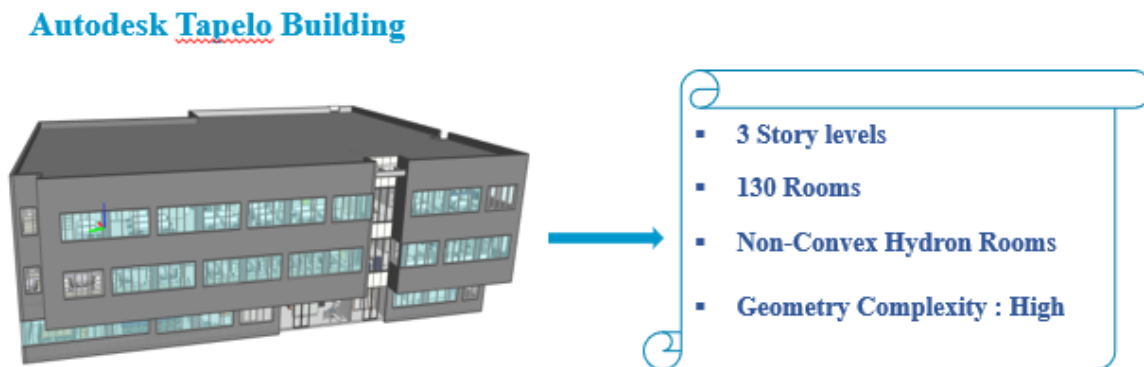 Autodesk Tapelo Building
3 Story levels
130 Rooms
Non-Convex Hydron Rooms
Geometry Complexity : High